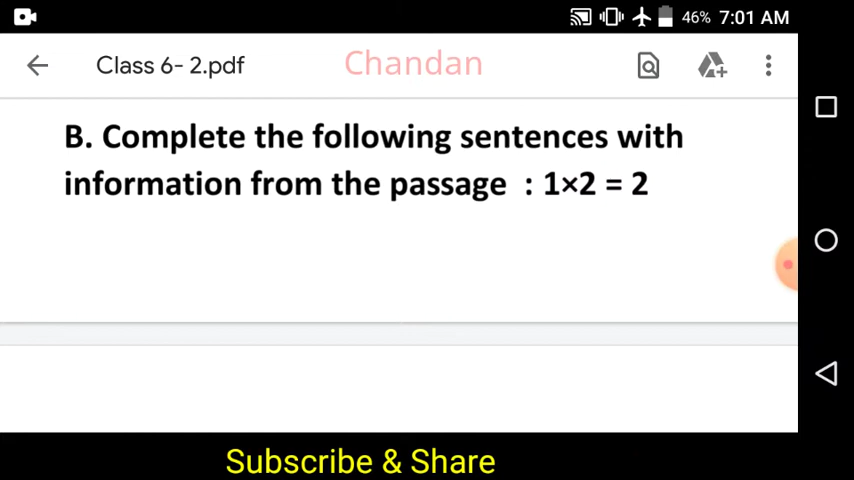 46% 7:01 AM
Class 6- 2.pdf Chandan
B. Complete the following sentences with
information from the passage : 1×2 = 2
Subscribe & Share